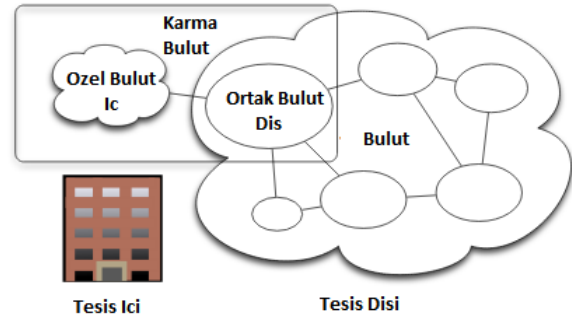 Karma
Bulut
Ozel Bulut
Ic
Ortak Bulut
Dis
Bulut
Tesis Ici
Tesis Disi